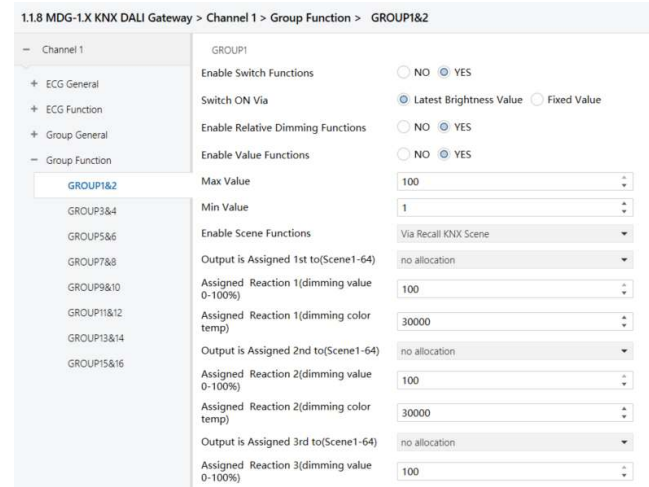 1.1.8 MDG-1.X KNX DALI Gateway > Channel 1 > Group Function > GROUP1&2
− Channel 1
+ ECG General
+ ECG Function
+ Group General
− Group Function
GROUP1&2
GROUP3&4
GROUP5&6
GROUP7&8
GROUP9&10
GROUP11&12
GROUP13&14
GROUP15&16
GROUP1
Enable Switch Functions NO YES
Switch ON Via Latest Brightness Value Fixed Value
Enable Relative Dimming Functions NO YES
Enable Value Functions NO YES
Max Value 100
Min Value 1
Enable Scene Functions Via Recall KNX Scene
Output is Assigned 1st to(Scene1-64) no allocation
Assigned Reaction 1(dimming value
0-100%) 100
Assigned Reaction 1(dimming color
temp) 30000
Output is Assigned 2nd to(Scene1-64) no allocation
Assigned Reaction 2(dimming value
0-100%) 100
Assigned Reaction 2(dimming color
temp) 30000
Output is Assigned 3rd to(Scene1-64) no allocation
Assigned Reaction 3(dimming value
0-100%) 100